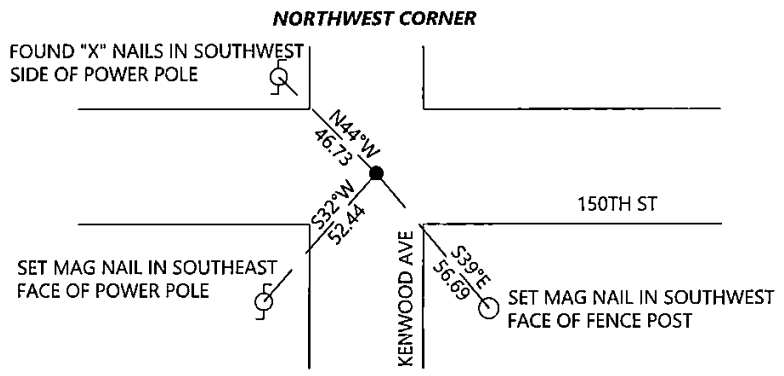 NORTHWEST CORNER
FOUND "X" NAILS IN SOUTHWEST
SIDE OF POWER POLE
N44°W
46.73
S32°W
52.44
150TH ST
SET MAG NAIL IN SOUTHEAST
FACE OF POWER POLE
KENWOOD AVE
S39°E
56.69
SET MAG NAIL IN SOUTHWEST
FACE OF FENCE POST